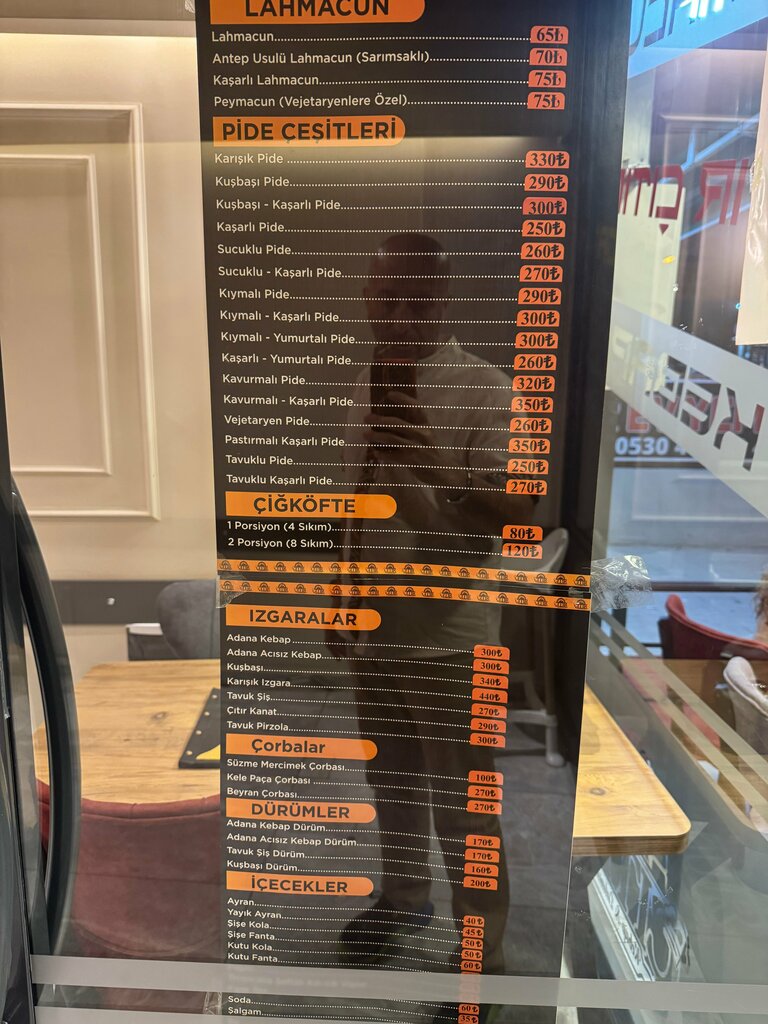 LAHMACUN
Lahmacun 65₺
Antep Usulü Lahmacun (Sarımsaklı) 70₺
Kaşarlı Lahmacun 75₺
Peymacun (Vejetaryenlere Özel) 75₺
PİDE ÇEŞİTLERİ
Karışık Pide 330₺
Kuşbaşı Pide 290₺
Kuşbaşı - Kaşarlı Pide 300₺
Kaşarlı Pide 250₺
Sucuklu Pide 260₺
Sucuklu - Kaşarlı Pide 270₺
Kıymalı Pide 290₺
Kıymalı - Kaşarlı Pide 300₺
Kıymalı - Yumurtalı Pide 300₺
Kaşarlı - Yumurtalı Pide 260₺
Kavurmalı Pide 320₺
Kavurmalı - Kaşarlı Pide 350₺
Vejetaryen Pide 260₺
Pastırmalı Kaşarlı Pide 350₺
Tavuklu Pide 250₺
Tavuklu Kaşarlı Pide 270₺
ÇİĞKÖFTE
1 Porsiyon (4 Sıkım) 80₺
2 Porsiyon (8 Sıkım) 120₺
IZGARALAR
Adana Kebap 300₺
Adana Acısız Kebap 300₺
Kuşbaşı 340₺
Karışık Izgara 440₺
Tavuk Şiş 270₺
Çıtır Kanat 290₺
Tavuk Pirzola 300₺
Çorbalar
Süzme Mercimek Çorbası 100₺
Kele Paça Çorbası 270₺
Beyran Çorbası 270₺
DÜRÜMLER
Adana Kebap Dürüm 170₺
Adana Acısız Kebap Dürüm 170₺
Tavuk Şiş Dürüm 160₺
Kuşbaşı Dürüm 200₺
İÇECEKLER
Ayran 40₺
Yayık Ayran 45₺
Şişe Kola 50₺
Şişe Fanta 50₺
Kutu Kola 60₺
Kutu Fanta
Soda 60₺
Salgam 35₺
0530 4